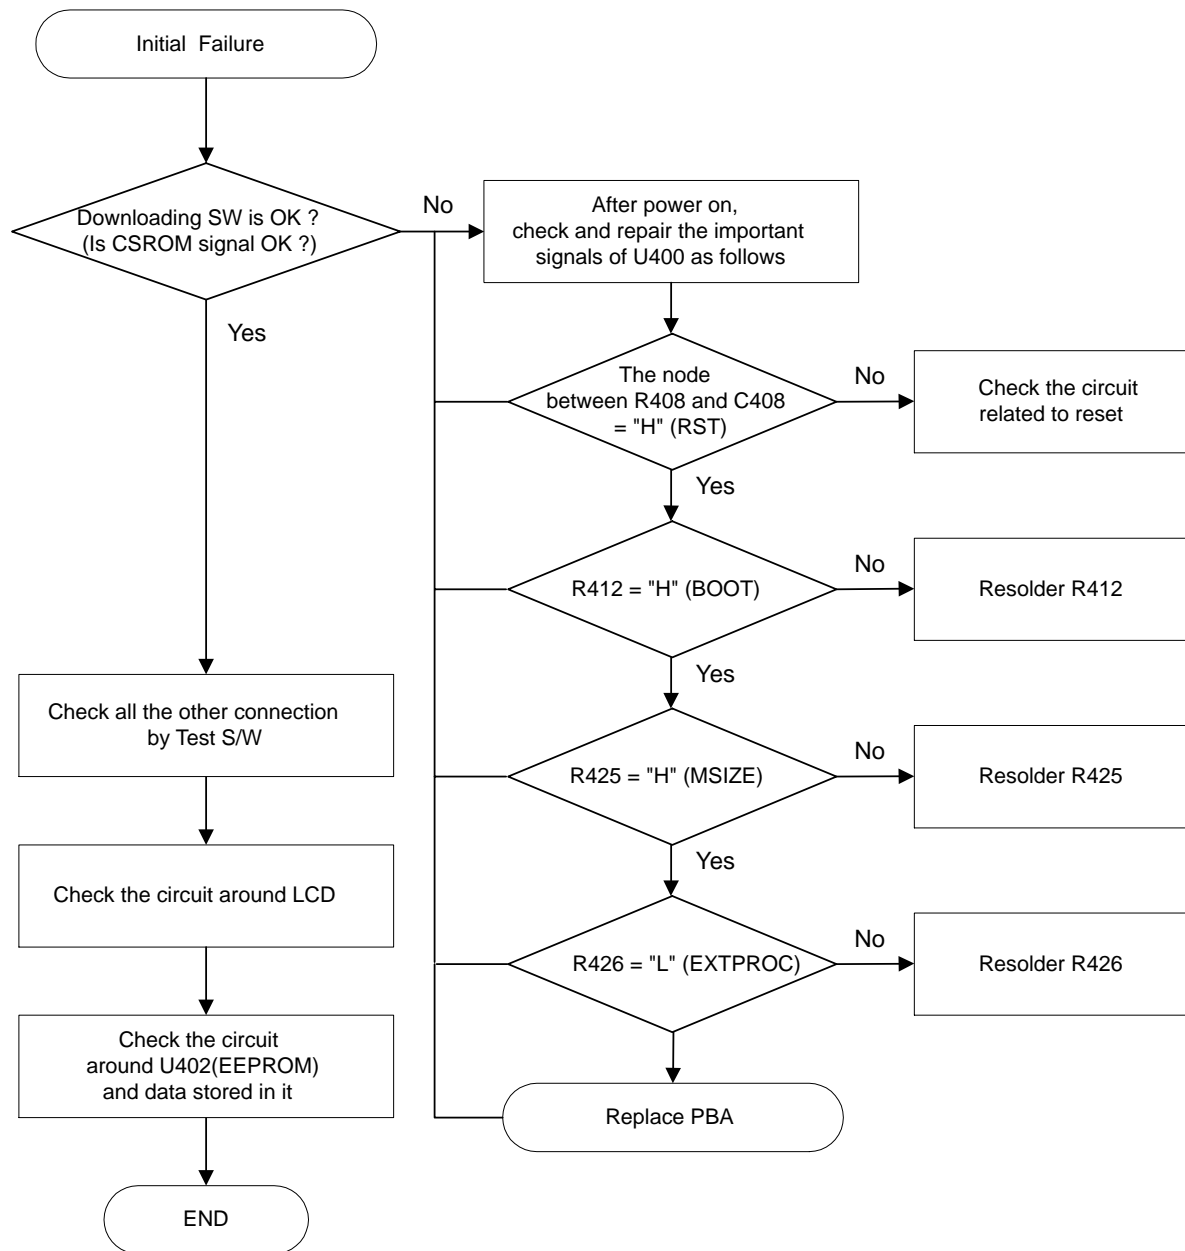 Initial Failure
Downloading SW is OK ?
(Is CSROM signal OK ?)
No
After power on,
check and repair the important
signals of U400 as follows
Yes
The node
between R408 and C408
= "H" (RST)
No
Check the circuit
related to reset
Yes
R412 = "H" (BOOT)
No
Resolder R412
Yes
Check all the other connection
by Test S/W
R425 = "H" (MSIZE)
No
Resolder R425
Yes
Check the circuit around LCD
R426 = "L" (EXTPROC)
No
Resolder R426
Check the circuit
around U402(EEPROM)
and data stored in it
Replace PBA
END